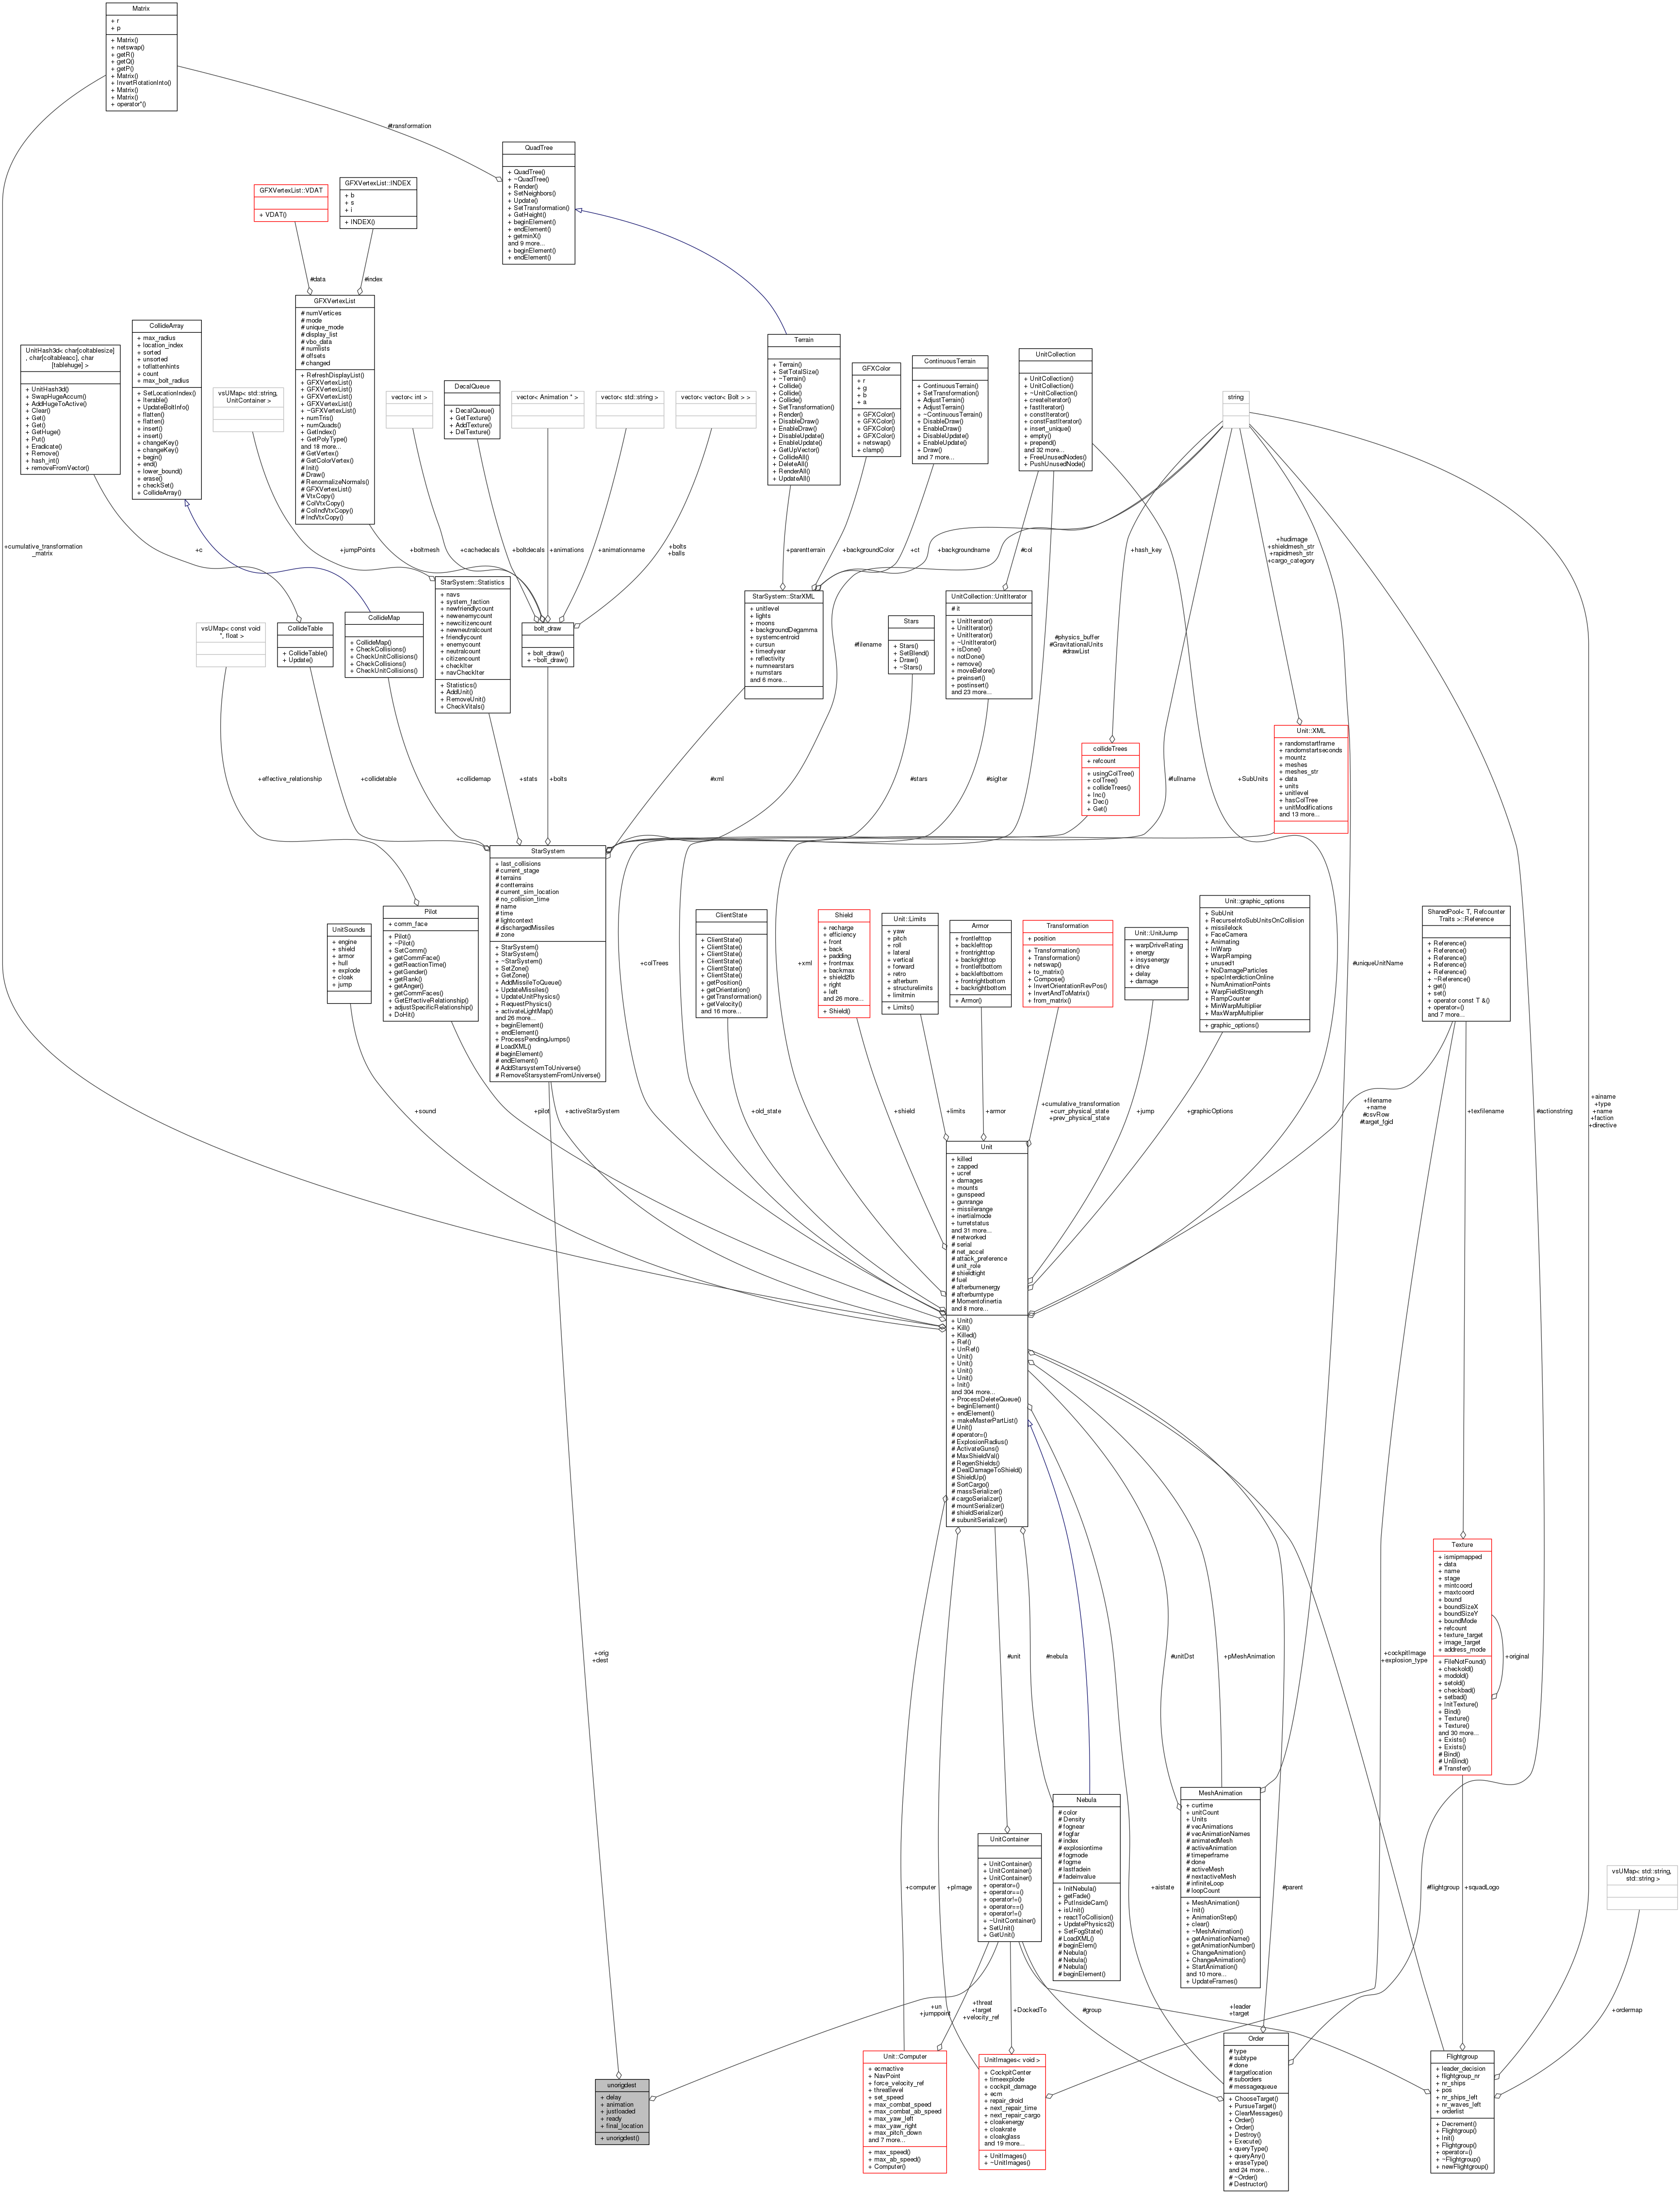 Matrix
+ r
+ p
+ Matrix()
+ netswap()
+ getR()
+ getQ()
+ getP()
+ Matrix()
+ InvertRotationInto()
+ Matrix()
+ Matrix()
+ operator*()
#transformation
QuadTree
+ QuadTree()
+ ~QuadTree()
+ Render()
+ SetNeighbors()
+ Update()
+ SetTransformation()
+ GetHeight()
+ beginElement()
+ endElement()
+ getminX()
and 9 more...
+ beginElement()
+ endElement()
GFXVertexList::VDAT
+ VDAT()
GFXVertexList::INDEX
+ b
+ s
+ i
+ INDEX()
#data
#index
GFXVertexList
# numVertices
# mode
# unique_mode
# display_list
# vbo_data
# numlists
# offsets
# changed
+ RefreshDisplayList()
+ GFXVertexList()
+ GFXVertexList()
+ GFXVertexList()
+ GFXVertexList()
+ ~GFXVertexList()
+ numTris()
+ numQuads()
+ GetIndex()
+ GetPolyType()
and 18 more...
# GetVertex()
# GetColorVertex()
# Init()
# Draw()
# RenormalizeNormals()
# GFXVertexList()
# VtxCopy()
# ColVtxCopy()
# ColIndVtxCopy()
# IndVtxCopy()
CollideArray
+ max_radius
+ location_index
+ sorted
+ unsorted
+ toflattenhints
+ count
+ max_bolt_radius
+ SetLocationIndex()
+ Iterable()
+ UpdateBoltInfo()
+ flatten()
+ flatten()
+ insert()
+ insert()
+ changeKey()
+ changeKey()
+ begin()
+ end()
+ lower_bound()
+ erase()
+ checkSet()
+ CollideArray()
UnitHash3d< char[coltablesize]
, char[coltableacc], char
[tablehuge] >
+ UnitHash3d()
+ SwapHugeAccum()
+ AddHugeToActive()
+ Clear()
+ Get()
+ Get()
+ GetHuge()
+ Put()
+ Eradicate()
+ Remove()
+ hash_int()
+ removeFromVector()
vsUMap< std::string,
UnitContainer >
vector< int >
DecalQueue
+ DecalQueue()
+ GetTexture()
+ AddTexture()
+ DelTexture()
vector< Animation * >
vector< std::string >
vector< vector< Bolt > >
Terrain
+ Terrain()
+ SetTotalSize()
+ ~Terrain()
+ Collide()
+ Collide()
+ Collide()
+ SetTransformation()
+ Render()
+ DisableDraw()
+ EnableDraw()
+ DisableUpdate()
+ EnableUpdate()
+ GetUpVector()
+ CollideAll()
+ DeleteAll()
+ RenderAll()
+ UpdateAll()
GFXColor
+ r
+ g
+ b
+ a
+ GFXColor()
+ GFXColor()
+ GFXColor()
+ GFXColor()
+ netswap()
+ clamp()
ContinuousTerrain
+ ContinuousTerrain()
+ SetTransformation()
+ AdjustTerrain()
+ AdjustTerrain()
+ ~ContinuousTerrain()
+ DisableDraw()
+ EnableDraw()
+ DisableUpdate()
+ EnableUpdate()
+ Draw()
and 7 more...
UnitCollection
+ UnitCollection()
+ UnitCollection()
+ ~UnitCollection()
+ createIterator()
+ fastIterator()
+ constIterator()
+ constFastIterator()
+ insert_unique()
+ empty()
+ prepend()
and 32 more...
+ FreeUnusedNodes()
+ PushUnusedNode()
string
+cumulative_transformation
_matrix
+c
+jumpPoints
+boltmesh
+cachedecals
+boltdecals
+animations
+animationname
+bolts
+balls
+parentterrain
+backgroundColor
+ct
+backgroundname
#col
+hash_key
+hudImage
+shieldmesh_str
+rapidmesh_str
+cargo_category
vsUMap< const void
*, float >
CollideTable
+ CollideTable()
+ Update()
CollideMap
+ CollideMap()
+ CheckCollisions()
+ CheckUnitCollisions()
+ CheckCollisions()
+ CheckUnitCollisions()
StarSystem::Statistics
+ navs
+ system_faction
+ newfriendlycount
+ newenemycount
+ newcitizencount
+ newneutralcount
+ friendlycount
+ enemycount
+ neutralcount
+ citizencount
+ checkIter
+ navCheckIter
+ Statistics()
+ AddUnit()
+ RemoveUnit()
+ CheckVitals()
bolt_draw
+ bolt_draw()
+ ~bolt_draw()
StarSystem::StarXML
+ unitlevel
+ lights
+ moons
+ backgroundDegamma
+ systemcentroid
+ cursun
+ timeofyear
+ reflectivity
+ numnearstars
+ numstars
and 6 more...
#filename
Stars
+ Stars()
+ SetBlend()
+ Draw()
+ ~Stars()
UnitCollection::UnitIterator
# it
+ UnitIterator()
+ UnitIterator()
+ UnitIterator()
+ ~UnitIterator()
+ isDone()
+ notDone()
+ remove()
+ moveBefore()
+ preinsert()
+ postinsert()
and 23 more...
#physics_buffer
#GravitationalUnits
#drawList
collideTrees
+ refcount
+ usingColTree()
+ colTree()
+ collideTrees()
+ Inc()
+ Dec()
+ Get()
Unit::XML
+ randomstartframe
+ randomstartseconds
+ mountz
+ meshes
+ meshes_str
+ data
+ units
+ unitlevel
+ hasColTree
+ unitModifications
and 13 more...
+effective_relationship
+collidetable
+collidemap
+stats
+bolts
#xml
#stars
#sigIter
#fullname
+SubUnits
StarSystem
+ last_collisions
# current_stage
# terrains
# contterrains
# current_sim_location
# no_collision_time
# name
# time
# lightcontext
# dischargedMissiles
# zone
+ StarSystem()
+ StarSystem()
+ ~StarSystem()
+ SetZone()
+ GetZone()
+ AddMissileToQueue()
+ UpdateMissiles()
+ UpdateUnitPhysics()
+ RequestPhysics()
+ activateLightMap()
and 26 more...
+ beginElement()
+ endElement()
+ ProcessPendingJumps()
# LoadXML()
# beginElement()
# endElement()
# AddStarsystemToUniverse()
# RemoveStarsystemFromUniverse()
UnitSounds
+ engine
+ shield
+ armor
+ hull
+ explode
+ cloak
+ jump
Pilot
+ comm_face
+ Pilot()
+ ~Pilot()
+ SetComm()
+ getCommFace()
+ getReactionTime()
+ getGender()
+ getRank()
+ getAnger()
+ getCommFaces()
+ GetEffectiveRelationship()
+ adjustSpecificRelationship()
+ DoHit()
+colTrees
ClientState
+ ClientState()
+ ClientState()
+ ClientState()
+ ClientState()
+ ClientState()
+ ClientState()
+ getPosition()
+ getOrientation()
+ getTransformation()
+ getVelocity()
and 16 more...
+xml
Shield
+ recharge
+ efficiency
+ front
+ back
+ padding
+ frontmax
+ backmax
+ shield2fb
+ right
+ left
and 26 more...
+ Shield()
Unit::Limits
+ yaw
+ pitch
+ roll
+ lateral
+ vertical
+ forward
+ retro
+ afterburn
+ structurelimits
+ limitmin
+ Limits()
Armor
+ frontlefttop
+ backlefttop
+ frontrighttop
+ backrighttop
+ frontleftbottom
+ backleftbottom
+ frontrightbottom
+ backrightbottom
+ Armor()
Transformation
+ position
+ Transformation()
+ Transformation()
+ netswap()
+ to_matrix()
+ Compose()
+ InvertOrientationRevPos()
+ InvertAndToMatrix()
+ from_matrix()
Unit::UnitJump
+ warpDriveRating
+ energy
+ insysenergy
+ drive
+ delay
+ damage
Unit::graphic_options
+ SubUnit
+ RecurseIntoSubUnitsOnCollision
+ missilelock
+ FaceCamera
+ Animating
+ InWarp
+ WarpRamping
+ unused1
+ NoDamageParticles
+ specInterdictionOnline
+ NumAnimationPoints
+ WarpFieldStrength
+ RampCounter
+ MinWarpMultiplier
+ MaxWarpMultiplier
+ graphic_options()
#uniqueUnitName
SharedPool< T, Refcounter
Traits >::Reference
+ Reference()
+ Reference()
+ Reference()
+ Reference()
+ Reference()
+ ~Reference()
+ get()
+ set()
+ operator const T &()
+ operator=()
and 7 more...
+sound
+pilot
+activeStarSystem
+old_state
+shield
+limits
+armor
+cumulative_transformation
+curr_physical_state
+prev_physical_state
+jump
+graphicOptions
+filename
+name
#csvRow
#target_fgid
+texfilename
#actionstring
+ainame
+type
+name
+faction
+directive
Unit
+ killed
+ zapped
+ ucref
+ damages
+ mounts
+ gunspeed
+ gunrange
+ missilerange
+ inertialmode
+ turretstatus
and 31 more...
# networked
# serial
# net_accel
# attack_preference
# unit_role
# shieldtight
# fuel
# afterburnenergy
# afterburntype
# Momentofinertia
and 8 more...
+ Unit()
+ Kill()
+ Killed()
+ Ref()
+ UnRef()
+ Unit()
+ Unit()
+ Unit()
+ Unit()
+ Init()
and 304 more...
+ ProcessDeleteQueue()
+ beginElement()
+ endElement()
+ makeMasterPartList()
# Unit()
# operator=()
# ExplosionRadius()
# ActivateGuns()
# MaxShieldVal()
# RegenShields()
# DealDamageToShield()
# ShieldUp()
# SortCargo()
# massSerializer()
# cargoSerializer()
# mountSerializer()
# shieldSerializer()
# subunitSerializer()
Texture
+ ismipmapped
+ data
+ name
+ stage
+ mintcoord
+ maxtcoord
+ bound
+ boundSizeX
+ boundSizeY
+ boundMode
+ refcount
+ texture_target
+ image_target
+ address_mode
+ FileNotFound()
+ checkold()
+ modold()
+ setold()
+ checkbad()
+ setbad()
+ InitTexture()
+ Bind()
+ Texture()
+ Texture()
and 30 more...
+ Exists()
+ Exists()
# Bind()
# UnBind()
# Transfer()
+original
+orig
+dest
#unit
#nebula
#unitDst
+pMeshAnimation
+cockpitImage
+explosion_type
UnitContainer
+ UnitContainer()
+ UnitContainer()
+ UnitContainer()
+ operator=()
+ operator==()
+ operator!=()
+ operator==()
+ operator!=()
+ ~UnitContainer()
+ SetUnit()
+ GetUnit()
Nebula
# color
# Density
# fognear
# fogfar
# index
# explosiontime
# fogmode
# fogme
# lastfadein
# fadeinvalue
+ InitNebula()
+ getFade()
+ PutInsideCam()
+ isUnit()
+ reactToCollision()
+ UpdatePhysics2()
+ SetFogState()
# LoadXML()
# beginElem()
# Nebula()
# Nebula()
# Nebula()
# beginElement()
MeshAnimation
+ curtime
+ unitCount
+ Units
# vecAnimations
# vecAnimationNames
# animatedMesh
# activeAnimation
# timeperframe
# done
# activeMesh
# nextactiveMesh
# infiniteLoop
# loopCount
+ MeshAnimation()
+ Init()
+ AnimationStep()
+ clear()
+ ~MeshAnimation()
+ getAnimationName()
+ getAnimationNumber()
+ ChangeAnimation()
+ ChangeAnimation()
+ StartAnimation()
and 10 more...
+ UpdateFrames()
+computer
+pImage
+aistate
#parent
#flightgroup
+squadLogo
vsUMap< std::string,
std::string >
+un
+jumppoint
+threat
+target
+velocity_ref
+DockedTo
#group
+leader
+target
+ordermap
unorigdest
+ delay
+ animation
+ justloaded
+ ready
+ final_location
+ unorigdest()
Unit::Computer
+ ecmactive
+ NavPoint
+ force_velocity_ref
+ threatlevel
+ set_speed
+ max_combat_speed
+ max_combat_ab_speed
+ max_yaw_left
+ max_yaw_right
+ max_pitch_down
and 7 more...
+ max_speed()
+ max_ab_speed()
+ Computer()
UnitImages< void >
+ CockpitCenter
+ timeexplode
+ cockpit_damage
+ ecm
+ repair_droid
+ next_repair_time
+ next_repair_cargo
+ cloakenergy
+ cloakrate
+ cloakglass
and 19 more...
+ UnitImages()
+ ~UnitImages()
Order
# type
# subtype
# done
# targetlocation
# suborders
# messagequeue
+ ChooseTarget()
+ PursueTarget()
+ ClearMessages()
+ Order()
+ Order()
+ Destroy()
+ Execute()
+ queryType()
+ queryAny()
+ eraseType()
and 24 more...
# ~Order()
# Destructor()
Flightgroup
+ leader_decision
+ flightgroup_nr
+ nr_ships
+ pos
+ nr_ships_left
+ nr_waves_left
+ orderlist
+ Decrement()
+ Flightgroup()
+ Init()
+ Flightgroup()
+ operator=()
+ ~Flightgroup()
+ newFlightgroup()